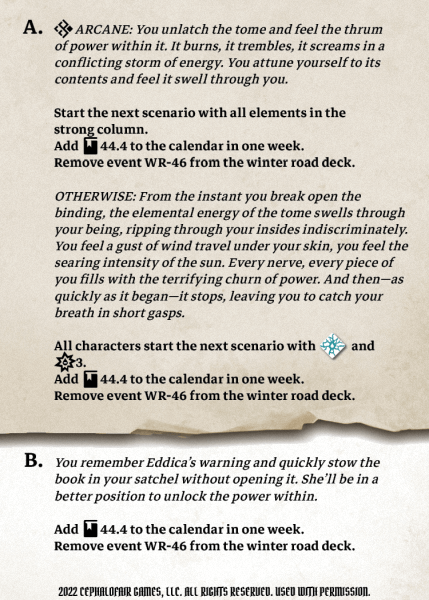 A. ARCANE: You unlatch the tome and feel the thrum
of power within it. It burns, it trembles, it screams in a
conflicting storm of energy. You attune yourself to its
contents and feel it swell through you.
Start the next scenario with all elements in the
strong column.
Add 44.4 to the calendar in one week.
Remove event WR-46 from the winter road deck.
OTHERWISE: From the instant you break open the
binding, the elemental energy of the tome swells through
your being, ripping through your insides indiscriminately.
You feel a gust of wind travel under your skin, you feel the
searing intensity of the sun. Every nerve, every piece of
you fills with the terrifying churn of power. And then—as
quickly as it began—it stops, leaving you to catch your
breath in short gasps.
All characters start the next scenario with and
3.
Add 44.4 to the calendar in one week.
Remove event WR-46 from the winter road deck.
B. You remember Eddica's warning and quickly stow the
book in your satchel without opening it. She'll be in a
better position to unlock the power within.
Add 44.4 to the calendar in one week.
Remove event WR-46 from the winter road deck.
2022 CEPHALOFAIR GAMES, LLC. ALL RIGHTS RESERVED. USED WITH PERMISSION.